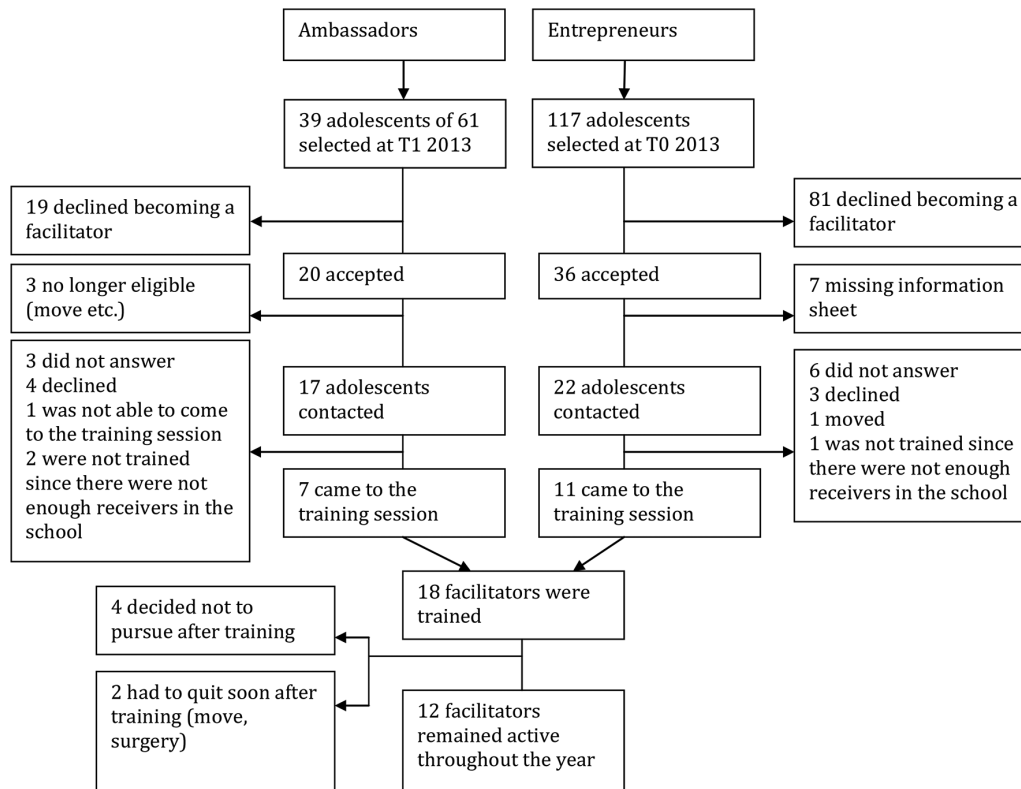 Ambassadors
Entrepreneurs
39 adolescents of 61
selected at T1 2013
117 adolescents
selected at T0 2013
19 declined becoming a
facilitator
81 declined becoming a
facilitator
20 accepted
36 accepted
3 no longer eligible
(move etc.)
7 missing information
sheet
3 did not answer
4 declined
1 was not able to come
to the training session
2 were not trained
since there were not
enough receivers in the
school
17 adolescents
contacted
22 adolescents
contacted
6 did not answer
3 declined
1 moved
1 was not trained since
there were not enough
receivers in the school
7 came to the
training session
11 came to the
training session
18 facilitators were
trained
4 decided not to
pursue after training
2 had to quit soon after
training (move,
surgery)
12 facilitators
remained active
throughout the year